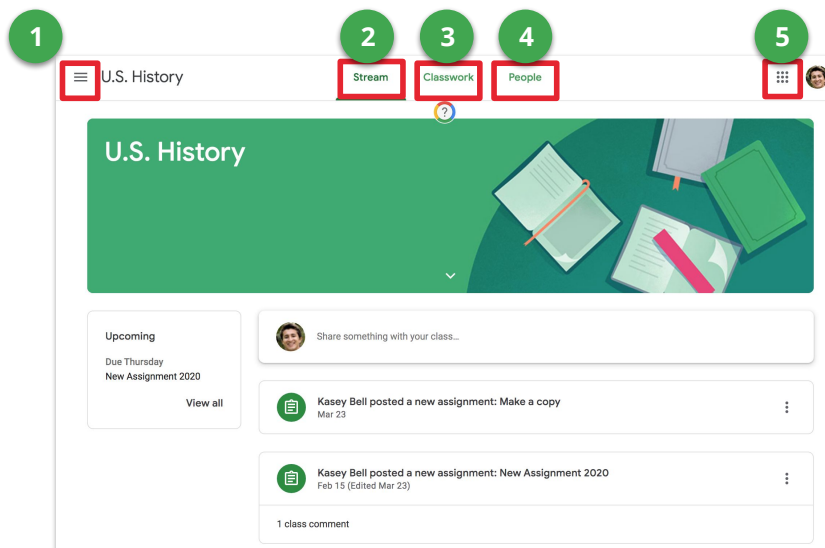 1
2
3
4
5
U.S. History
Stream
Classwork
People
?
U.S. History
Upcoming
Due Thursday
New Assignment 2020
View all
Share something with your class...
Kasey Bell posted a new assignment: Make a copy
Mar 23
Kasey Bell posted a new assignment: New Assignment 2020
Feb 15 (Edited Mar 23)
1 class comment